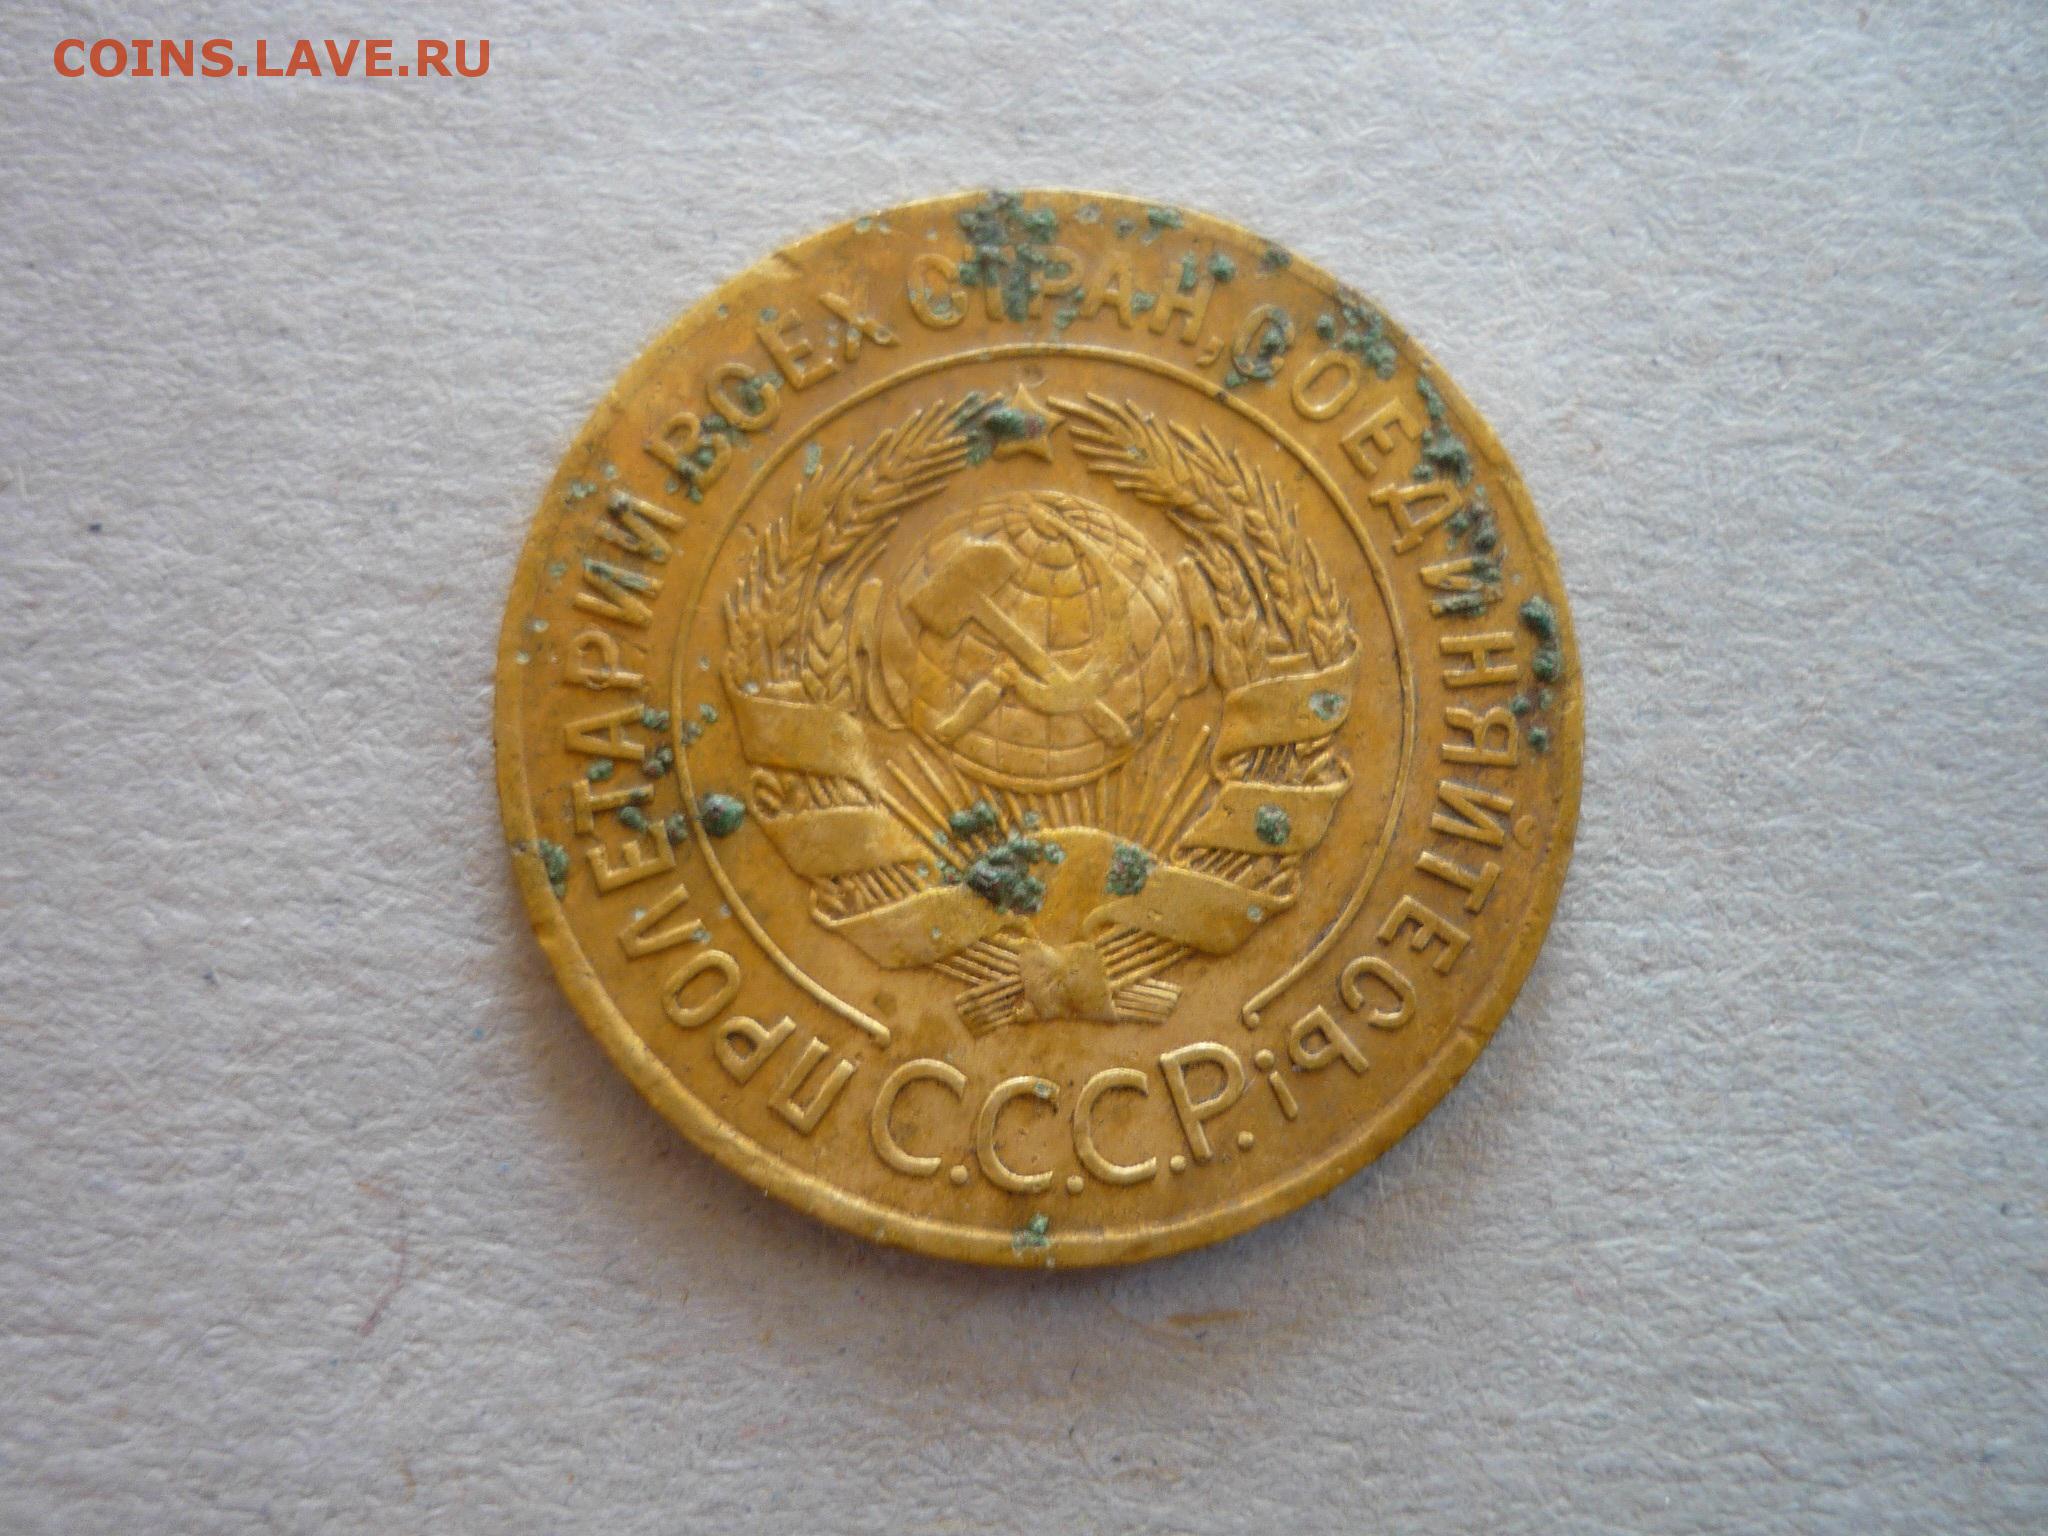 COINS.LAVE.RU
ПРОЛЕТАРИИ ВСЕХ СТРАН, СОЕДИНЯЙТЕСЬ!
С.С.С.Р.